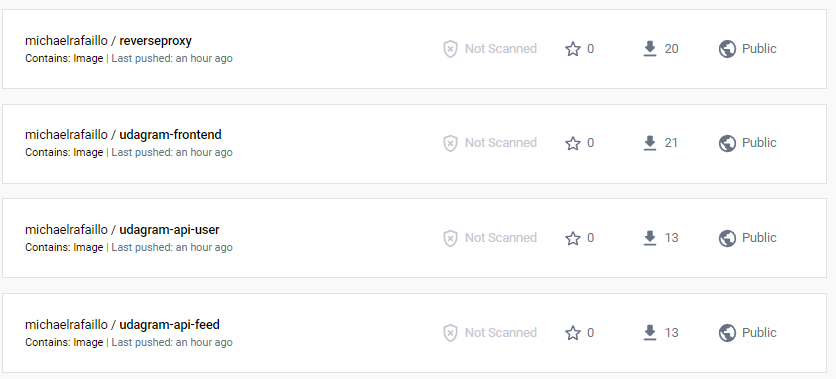 michaelrafaillo / reverseproxy
Contains: Image | Last pushed: an hour ago
Not Scanned
0
20
Public
michaelrafaillo / udagram-frontend
Contains: Image | Last pushed: an hour ago
Not Scanned
0
21
Public
michaelrafaillo / udagram-api-user
Contains: Image | Last pushed: an hour ago
Not Scanned
0
13
Public
michaelrafaillo / udagram-api-feed
Contains: Image | Last pushed: an hour ago
Not Scanned
0
13
Public